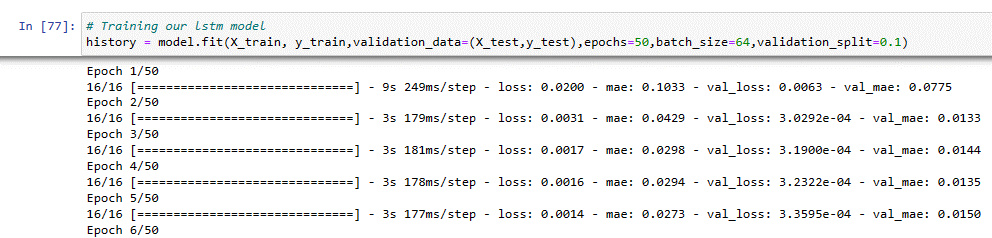 In [77]: # Training our lstm model
history = model.fit(X_train, y_train,validation_data=(X_test,y_test),epochs=50,batch_size=64,validation_split=0.1)
Epoch 1/50
16/16 [==============================] - 9s 249ms/step - loss: 0.0200 - mae: 0.1033 - val_loss: 0.0063 - val_mae: 0.0775
Epoch 2/50
16/16 [==============================] - 3s 179ms/step - loss: 0.0031 - mae: 0.0429 - val_loss: 3.0292e-04 - val_mae: 0.0133
Epoch 3/50
16/16 [==============================] - 3s 181ms/step - loss: 0.0017 - mae: 0.0298 - val_loss: 3.1900e-04 - val_mae: 0.0144
Epoch 4/50
16/16 [==============================] - 3s 178ms/step - loss: 0.0016 - mae: 0.0294 - val_loss: 3.2322e-04 - val_mae: 0.0135
Epoch 5/50
16/16 [==============================] - 3s 177ms/step - loss: 0.0014 - mae: 0.0273 - val_loss: 3.3595e-04 - val_mae: 0.0150
Epoch 6/50